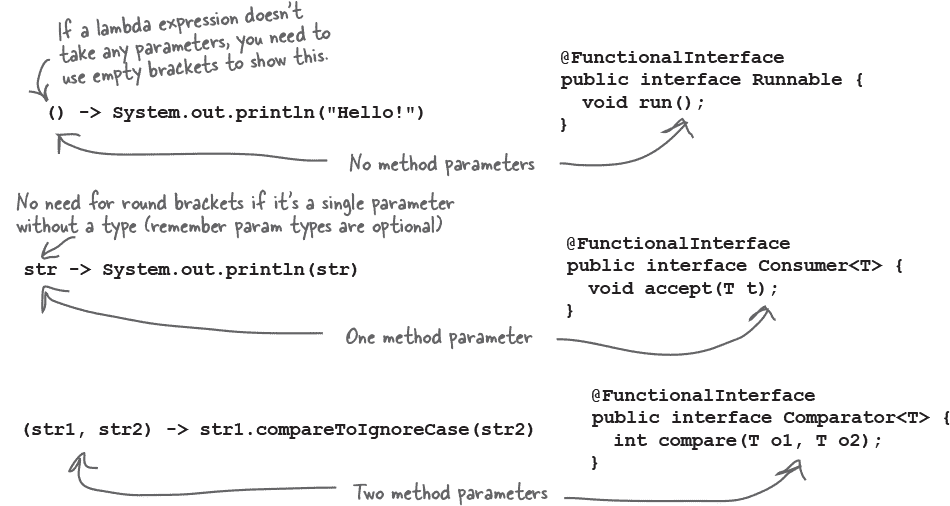 If a lambda expression doesn't
take any parameters, you need to
use empty brackets to show this.
() -> System.out.println("Hello!")
@FunctionalInterface
public interface Runnable {
void run();
}
No method parameters
No need for round brackets if it's a single parameter
without a type (remember param types are optional)
str -> System.out.println(str)
@FunctionalInterface
public interface Consumer<T> {
void accept(T t);
}
One method parameter
(str1, str2) -> str1.compareToIgnoreCase(str2)
@FunctionalInterface
public interface Comparator<T> {
int compare(T o1, T o2);
}
Two method parameters